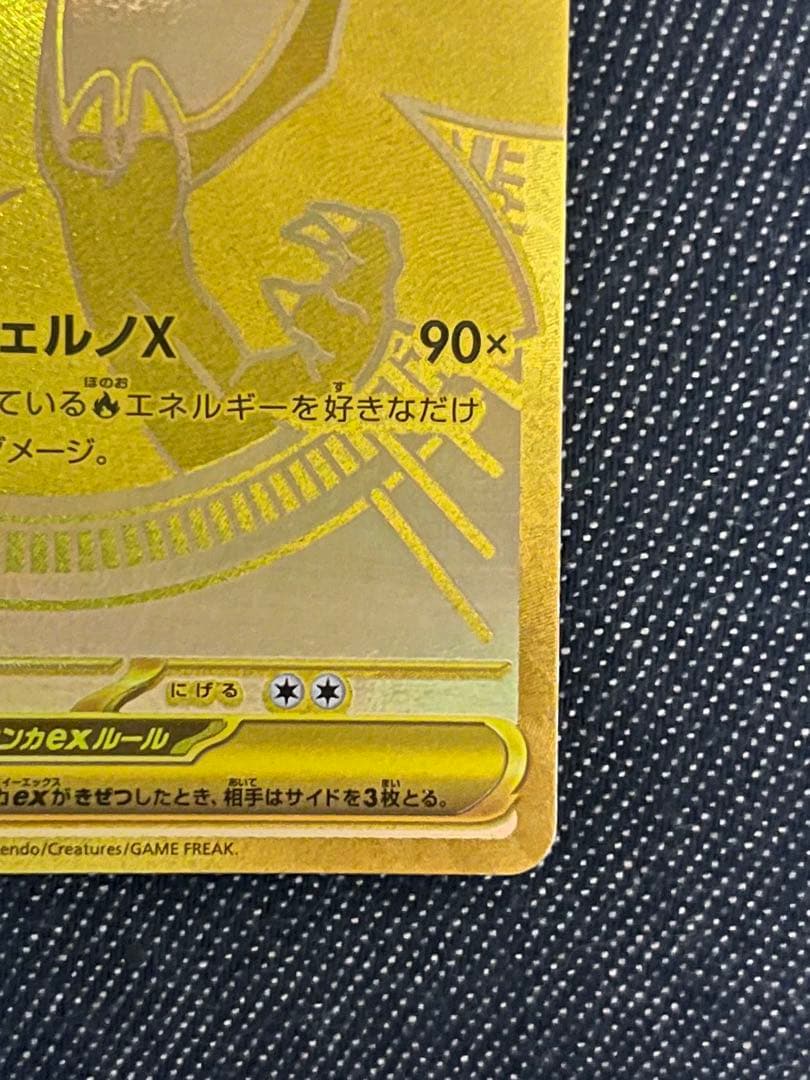 ェルノX 90×
ている エネルギーを好きなだけ
ほのお す
ダメージ。
にげる
ンカexルール
イーエックス あいて まい
カexがきぜつしたとき、相手はサイドを3枚とる。
endo/Creatures/GAME FREAK.